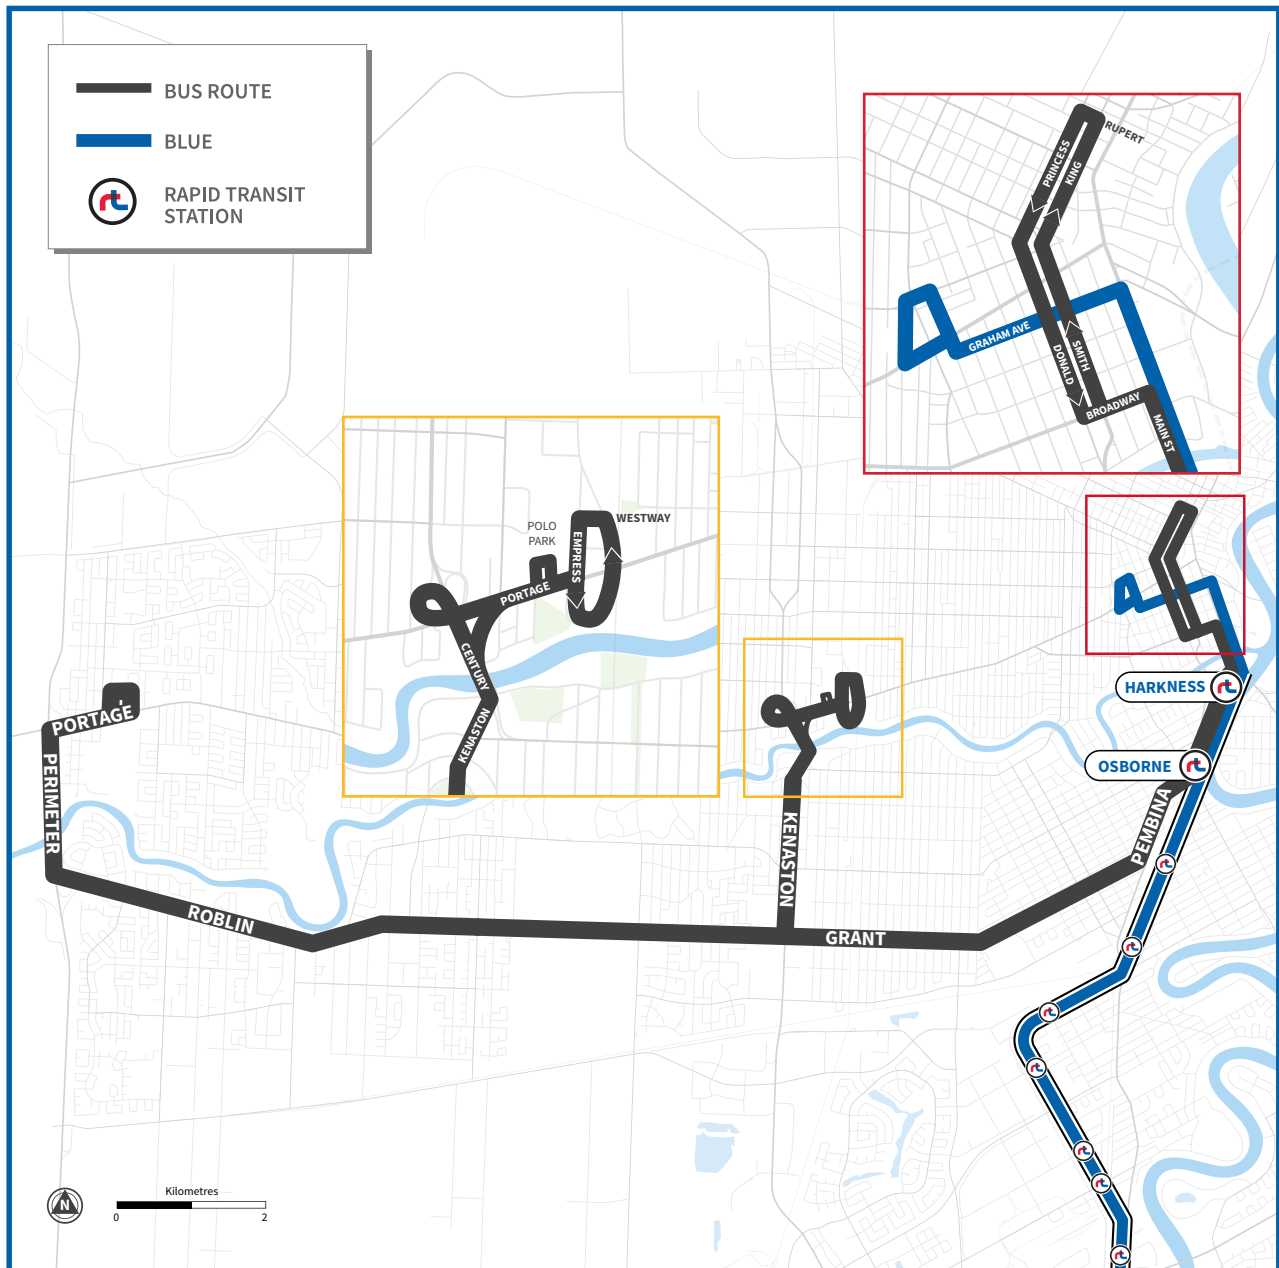 BUS ROUTE
BLUE
RAPID TRANSIT
STATION
RUPERT
PRINCESS
KING
GRAHAM AVE
DONALD
SMITH
BROADWAY
MAIN ST
POLO
PARK
WESTWAY
EMPRESS
PORTAGE
CENTURY
KENASTON
HARKNESS
OSBORNE
PORTAGE
PERIMETER
ROBLIN
KENASTON
GRANT
PEMBINA
N
Kilometres
0 2